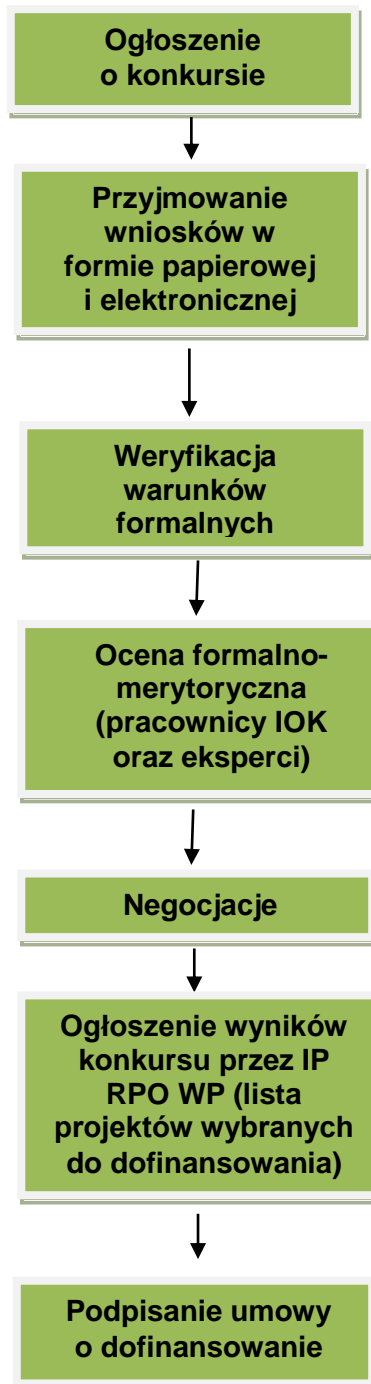 Ogłoszenie
o konkursie
Przyjmowanie
wniosków w
formie papierowej
i elektronicznej
Weryfikacja
warunków
formalnych
Ocena formalno-
merytoryczna
(pracownicy IOK
oraz eksperci)
Negocjacje
Ogłoszenie wyników
konkursu przez IP
RPO WP (lista
projektów wybranych
do dofinansowania)
Podpisanie umowy
o dofinansowanie